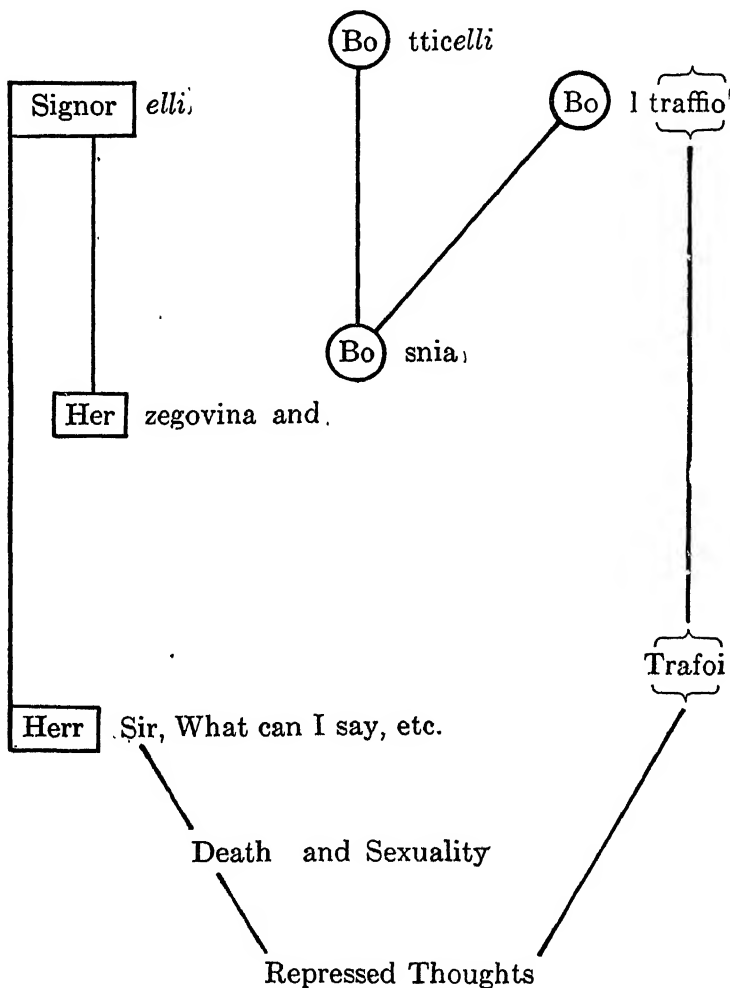 Bo tticelli
Signor elli,
Bo l traffio
Bo snia,
Her zegovina and
Trafoi
Herr Sir, What can I say, etc.
Death and Sexuality
Repressed Thoughts